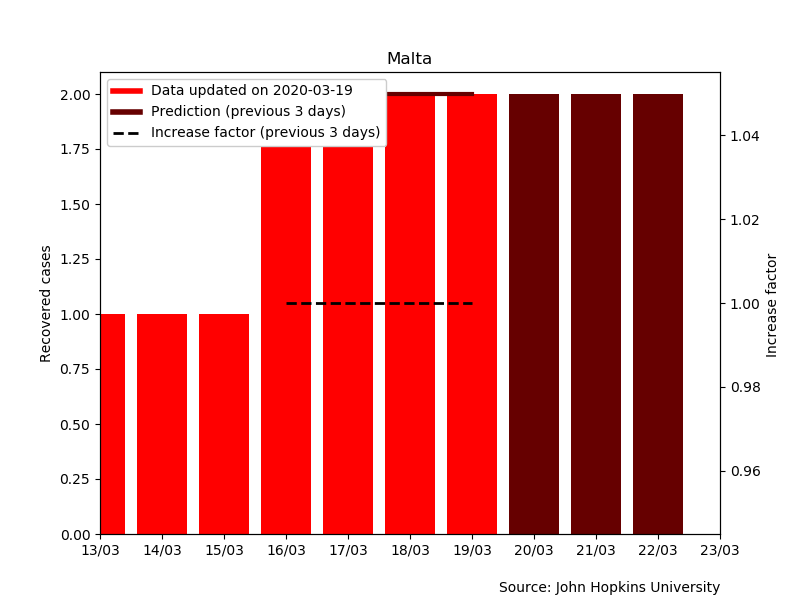 Malta
Data updated on 2020-03-19
Prediction (previous 3 days)
Increase factor (previous 3 days)
2.00
1.75
1.50
1.25
1.00
0.75
0.50
0.25
0.00
Recovered cases
1.04
1.02
1.00
0.98
0.96
Increase factor
13/03 14/03 15/03 16/03 17/03 18/03 19/03 20/03 21/03 22/03 23/03
Source: John Hopkins University